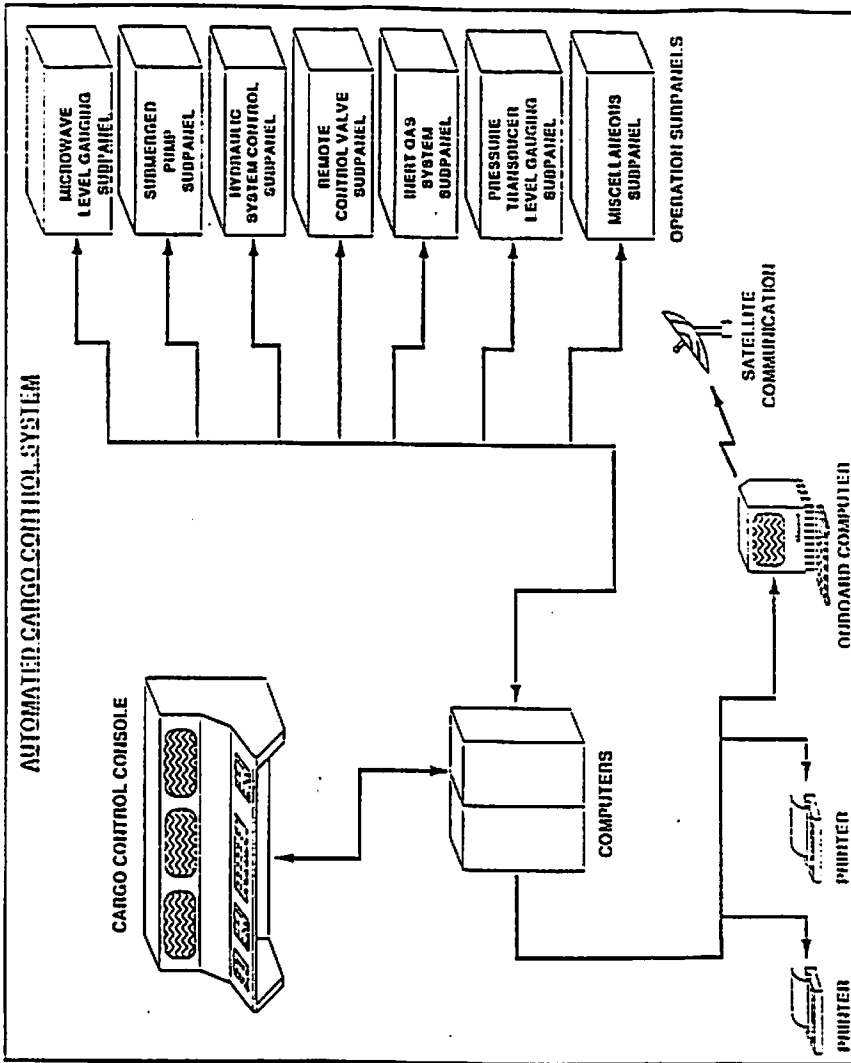 AUTOMATED CARGO CONTROL SYSTEM
CARGO CONTROL CONSOLE
MICROWAVE
LEVEL GAUGING
SUBPANEL
SUBMERGED
PUMP
SUBPANEL
HYDRAULIC
SYSTEM CONTROL
SUBPANEL
REMOTE
CONTROL VALVE
SUBPANEL
INERT GAS
SYSTEM
SUBPANEL
PRESSURE
TRANSDUCER
LEVEL GAUGING
SUBPANEL
MISCELLANEOUS
SUBPANEL
OPERATION SUBPANELS
COMPUTERS
SATELLITE
COMMUNICATION
PRINTER
PRINTER
ONBOARD COMPUTER